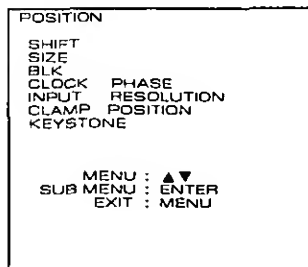 POSITION
SHIFT
SIZE
BLK
CLOCK PHASE
INPUT RESOLUTION
CLAMP POSITION
KEYSTONE
MENU : ▲▼
SUB MENU : ENTER
EXIT : MENU